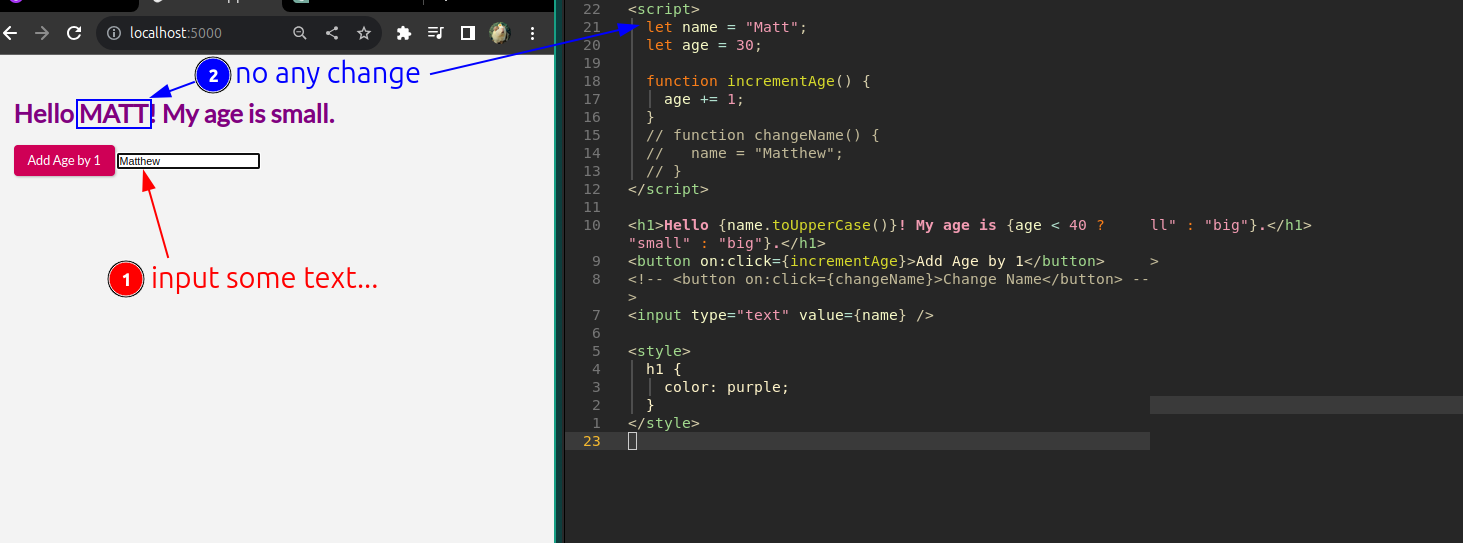 localhost:5000
2 no any change
Hello MATT! My age is small.
Add Age by 1
Matthew
1 input some text...
22 <script>
21 let name = "Matt";
20 let age = 30;
19
18 function incrementAge() {
17 age += 1;
16 }
15 // function changeName() {
14 //   name = "Matthew";
13 // }
12 </script>
11
10 <h1>Hello {name.toUpperCase()}! My age is {age < 40 ? ll" : "big"}.</h1>
"small" : "big"}.</h1>
9 <button on:click={incrementAge}>Add Age by 1</button> >
8 <!-- <button on:click={changeName}>Change Name</button> --
>
7 <input type="text" value={name} />
6
5 <style>
4 h1 {
3 color: purple;
2 }
1 </style>
23